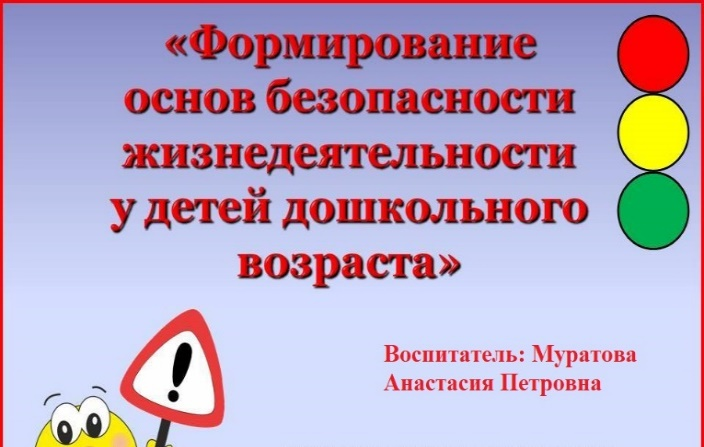 «Формирование
основ безопасности
жизнедеятельности
у детей дошкольного
возраста»
!
Воспитатель: Муратова
Анастасия Петровна